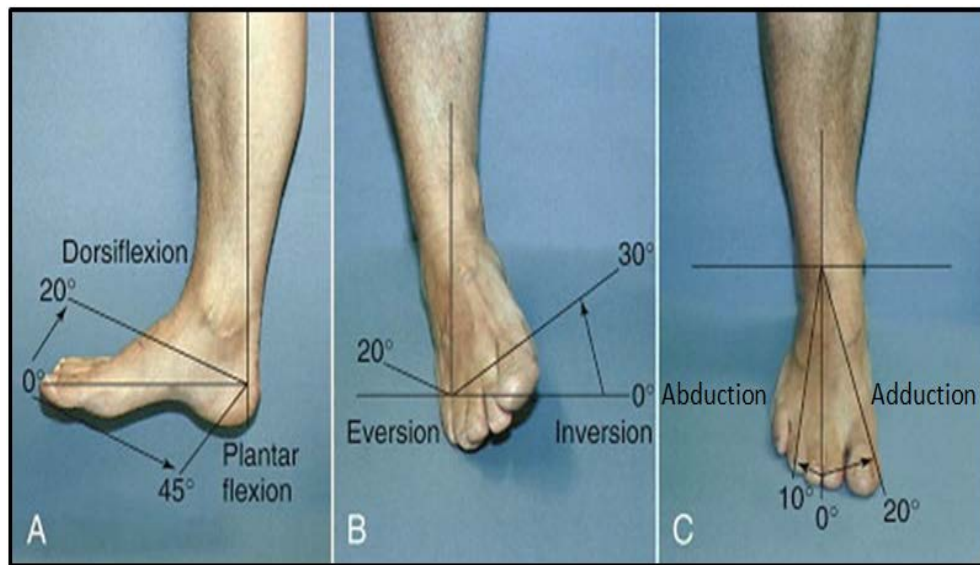 Dorsiflexion
20°
0°
45°
Plantar
flexion
A
30°
20°
0°
Eversion
Inversion
B
Abduction
Adduction
10°
0°
20°
C